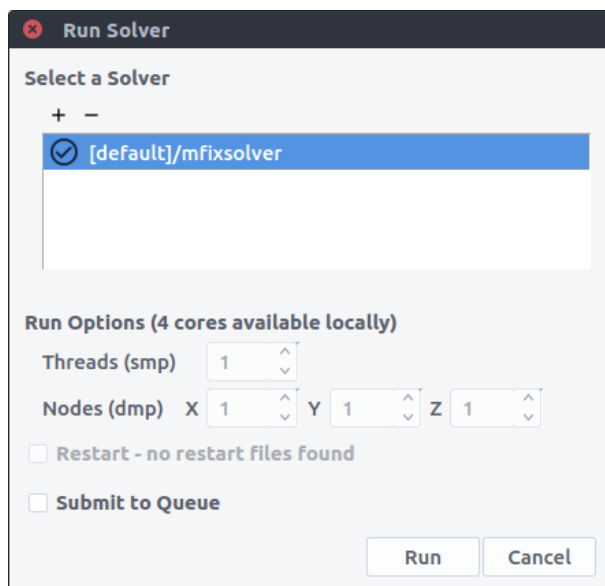 Run Solver
Select a Solver
+ −
[default]/mfixsolver
Run Options (4 cores available locally)
Threads (smp) 1
Nodes (dmp) X 1 Y 1 Z 1
Restart - no restart files found
Submit to Queue
Run Cancel